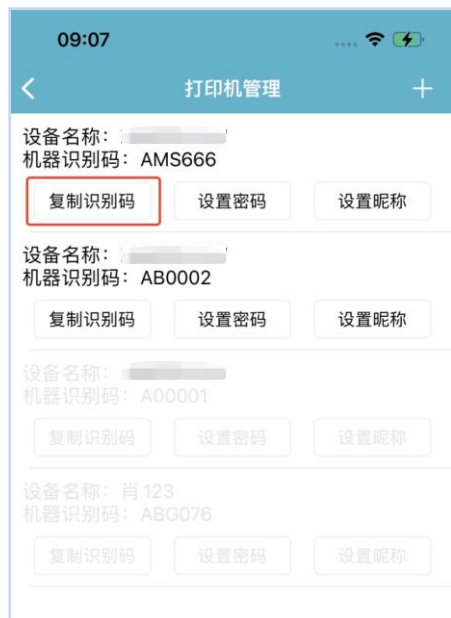 09:07
打印机管理
设备名称：
机器识别码：AMS666
复制识别码 设置密码 设置昵称
设备名称：
机器识别码：AB0002
复制识别码 设置密码 设置昵称
设备名称：
机器识别码：A00001
复制识别码 设置密码 设置昵称
设备名称：肖123
机器识别码：ABG076
复制识别码 设置密码 设置昵称